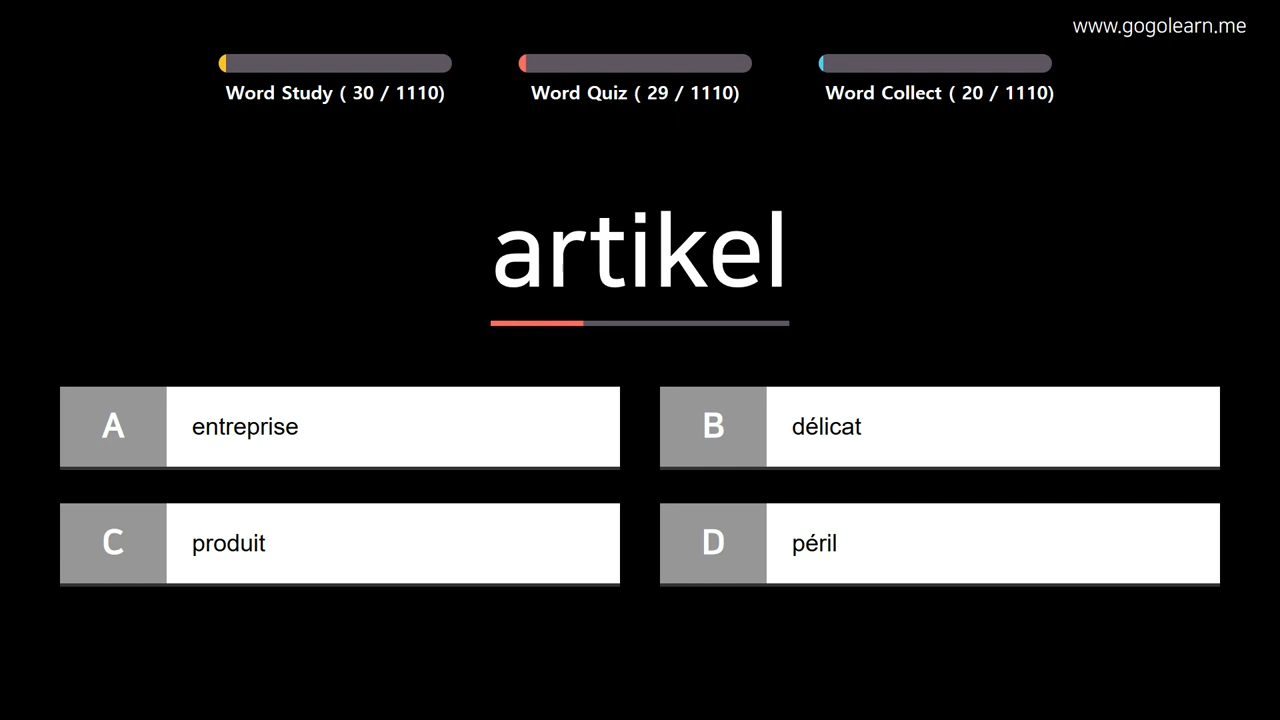 www.gogolearn.me
Word Study ( 30 / 1110)
Word Quiz ( 29 / 1110)
Word Collect ( 20 / 1110)
artikel
A entreprise
B délicat
C produit
D péril